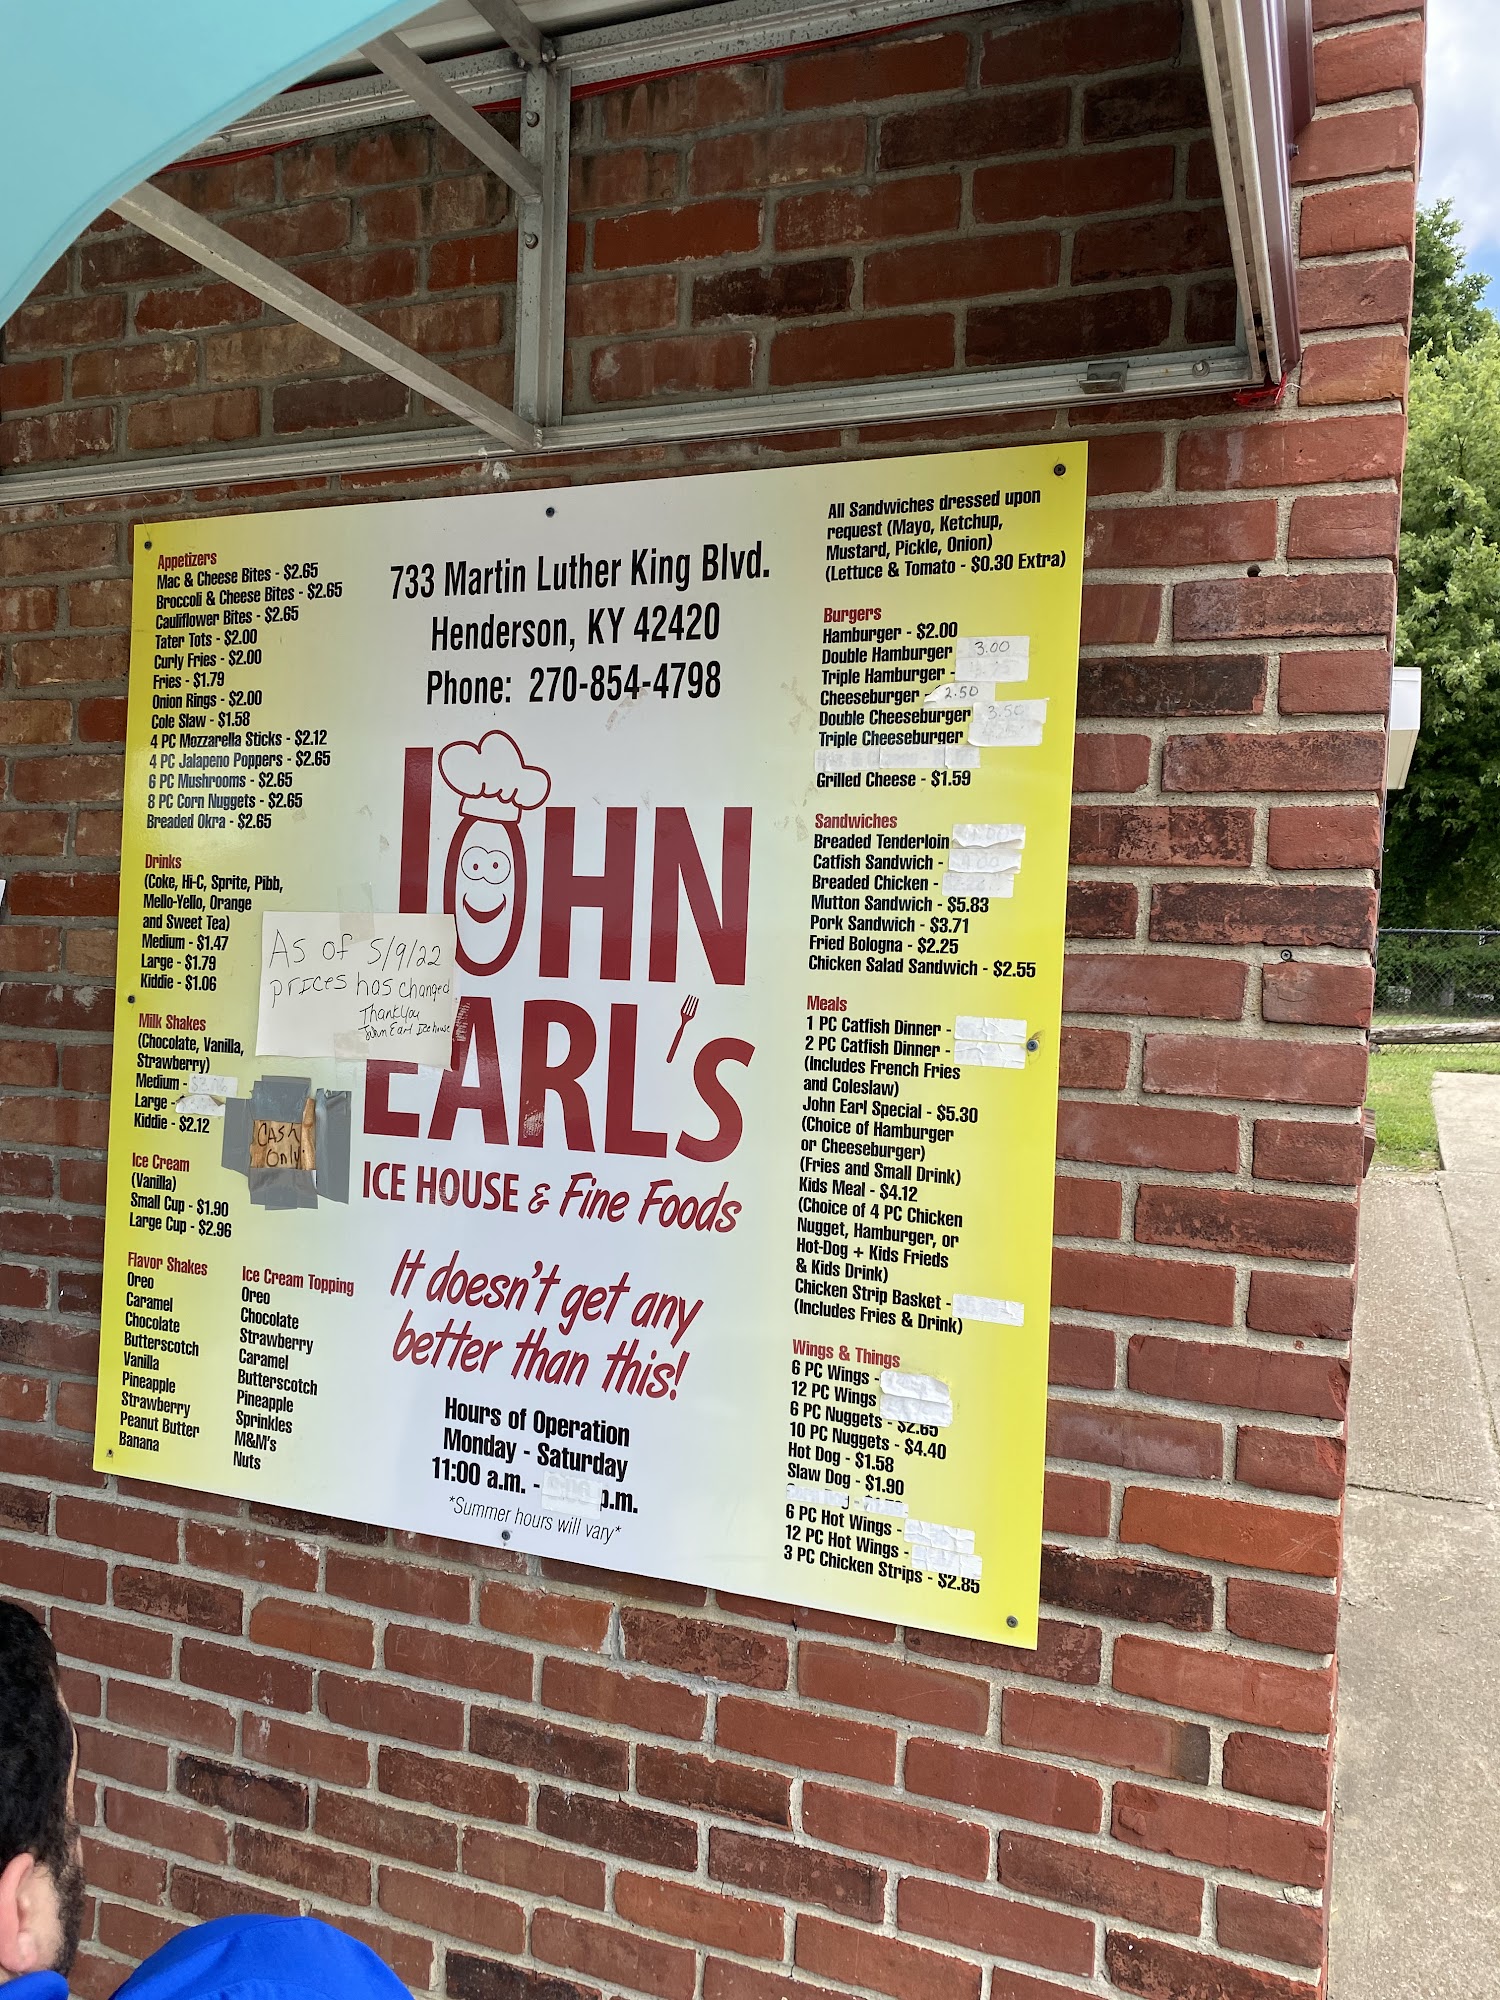 Appetizers
Mac & Cheese Bites - $2.65
Broccoli & Cheese Bites - $2.65
Cauliflower Bites - $2.65
Tater Tots - $2.00
Curly Fries - $2.00
Fries - $1.79
Onion Rings - $2.00
Cole Slaw - $1.58
4 PC Mozzarella Sticks - $2.12
4 PC Jalapeno Poppers - $2.65
6 PC Mushrooms - $2.65
8 PC Corn Nuggets - $2.65
Breaded Okra - $2.65
Drinks
(Coke, Hi-C, Sprite, Pibb,
Mello-Yello, Orange
and Sweet Tea)
Medium - $1.47
Large - $1.79
Kiddie - $1.06
Milk Shakes
(Chocolate, Vanilla,
Strawberry)
Medium -
Large -
Kiddie - $2.12
Ice Cream
(Vanilla)
Small Cup - $1.90
Large Cup - $2.96
Flavor Shakes
Oreo
Caramel
Chocolate
Butterscotch
Vanilla
Pineapple
Strawberry
Peanut Butter
Banana
Ice Cream Topping
Oreo
Chocolate
Strawberry
Caramel
Butterscotch
Pineapple
Sprinkles
M&M's
Nuts
733 Martin Luther King Blvd.
Henderson, KY 42420
Phone: 270-854-4798
JOHN
EARL'S
ICE HOUSE & Fine Foods
As of 5/9/22
prices has changed
Thank You
John Earl Ice house
CASH
Only
It doesn't get any
better than this!
Hours of Operation
Monday - Saturday
11:00 a.m. - p.m.
*Summer hours will vary*
All Sandwiches dressed upon
request (Mayo, Ketchup,
Mustard, Pickle, Onion)
(Lettuce & Tomato - $0.30 Extra)
Burgers
Hamburger - $2.00
Double Hamburger 3.00
Triple Hamburger -
Cheeseburger - 2.50
Double Cheeseburger 3.50
Triple Cheeseburger
Grilled Cheese - $1.59
Sandwiches
Breaded Tenderloin
Catfish Sandwich -
Breaded Chicken -
Mutton Sandwich - $5.83
Pork Sandwich - $3.71
Fried Bologna - $2.25
Chicken Salad Sandwich - $2.55
Meals
1 PC Catfish Dinner -
2 PC Catfish Dinner -
(Includes French Fries
and Coleslaw)
John Earl Special - $5.30
(Choice of Hamburger
or Cheeseburger)
(Fries and Small Drink)
Kids Meal - $4.12
(Choice of 4 PC Chicken
Nugget, Hamburger, or
Hot-Dog + Kids Frieds
& Kids Drink)
Chicken Strip Basket -
(Includes Fries & Drink)
Wings & Things
6 PC Wings -
12 PC Wings
6 PC Nuggets - $2.65
10 PC Nuggets - $4.40
Hot Dog - $1.58
Slaw Dog - $1.90
6 PC Hot Wings -
12 PC Hot Wings -
3 PC Chicken Strips - $2.85